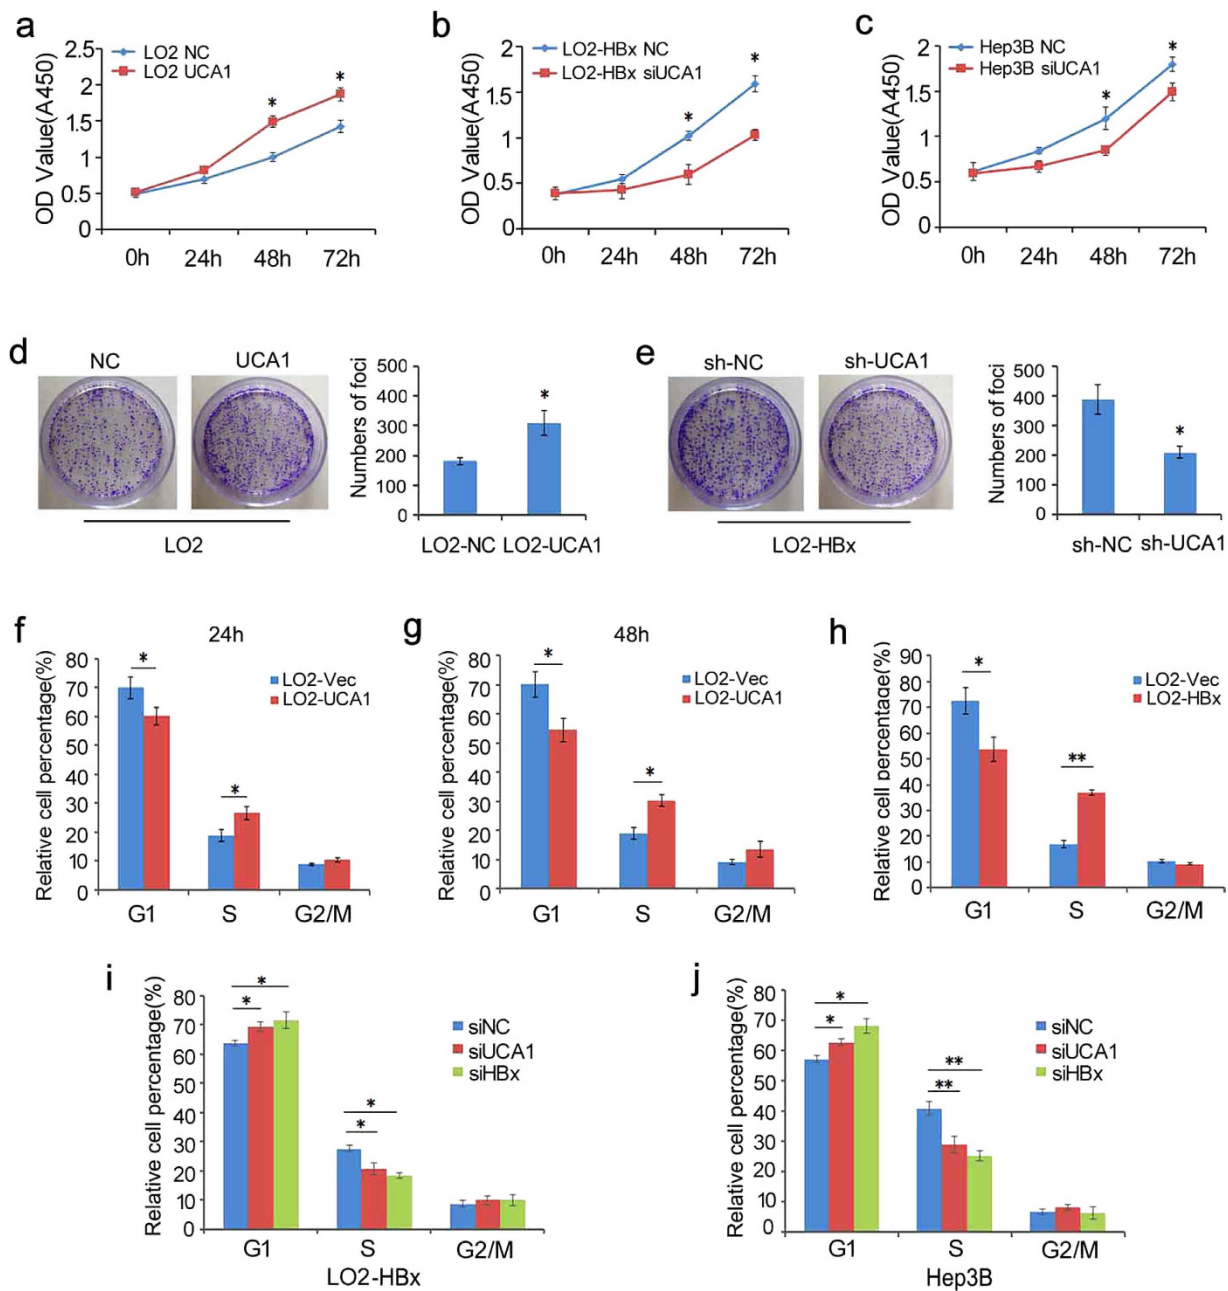 a
LO2 NC
LO2 UCA1
OD Value(A450)
2.5
2
1.5
1
0.5
0
*
*
0h 24h 48h 72h
b
LO2-HBx NC
LO2-HBx siUCA1
OD Value(A450)
2
1.5
1
0.5
0
*
*
0h 24h 48h 72h
c
Hep3B NC
Hep3B siUCA1
OD Value(A450)
2
1.5
1
0.5
0
*
*
0h 24h 48h 72h
d
NC UCA1
LO2
Numbers of foci
500
400
300
200
100
0
*
LO2-NC LO2-UCA1
e
sh-NC sh-UCA1
LO2-HBx
Numbers of foci
500
400
300
200
100
0
*
sh-NC sh-UCA1
f
24h
Relative cell percentage(%)
80
70
60
50
40
30
20
10
0
*
*
LO2-Vec
LO2-UCA1
G1 S G2/M
g
48h
Relative cell percentage(%)
80
70
60
50
40
30
20
10
0
*
*
LO2-Vec
LO2-UCA1
G1 S G2/M
h
Relative cell percentage(%)
90
80
70
60
50
40
30
20
10
0
*
**
LO2-Vec
LO2-HBx
G1 S G2/M
i
Relative cell percentage(%)
80
70
60
50
40
30
20
10
0
*
*
*
*
siNC
siUCA1
siHBx
G1 S G2/M
LO2-HBx
j
Relative cell percentage(%)
80
70
60
50
40
30
20
10
0
*
*
**
**
siNC
siUCA1
siHBx
G1 S G2/M
Hep3B